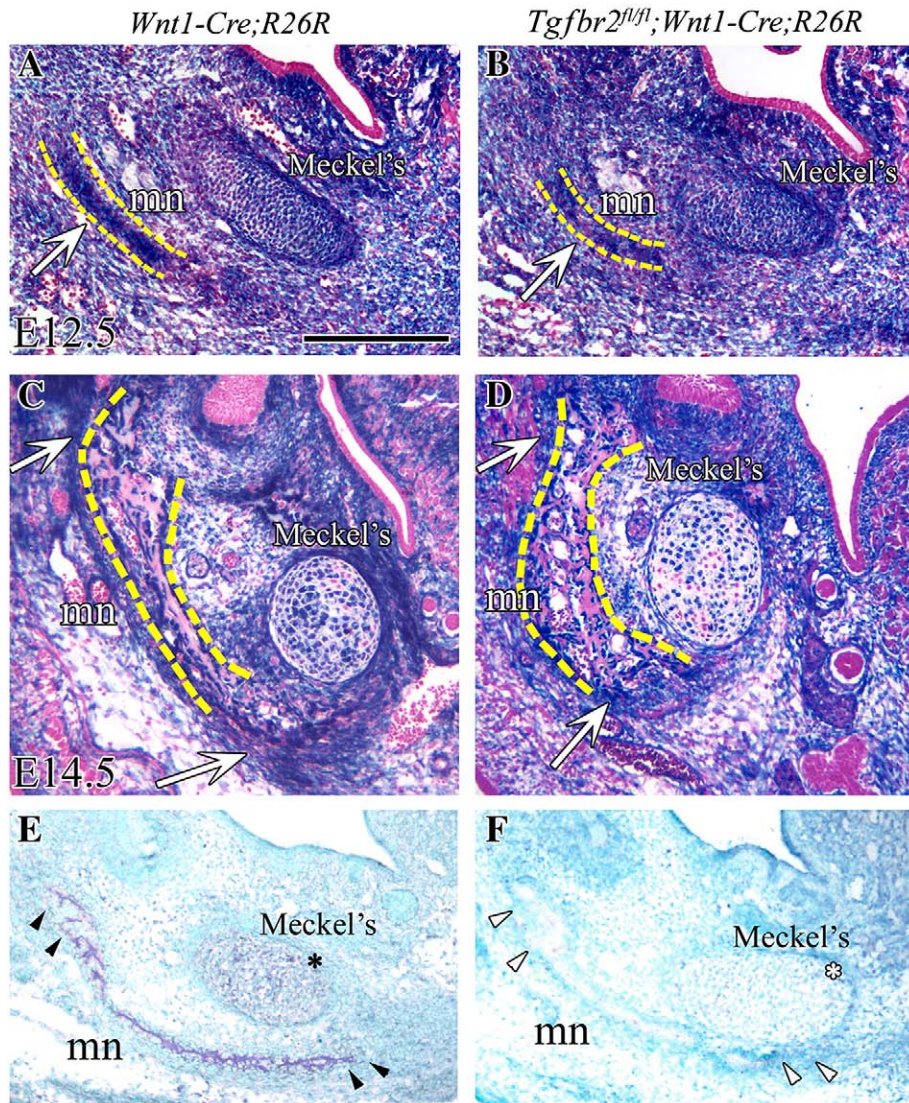 Wnt1-Cre;R26R
Tgfbr2fl/fl;Wnt1-Cre;R26R
A
Meckel's
mn
E12.5
B
Meckel's
mn
C
Meckel's
mn
E14.5
D
Meckel's
mn
E
Meckel's
*
mn
F
Meckel's
*
mn